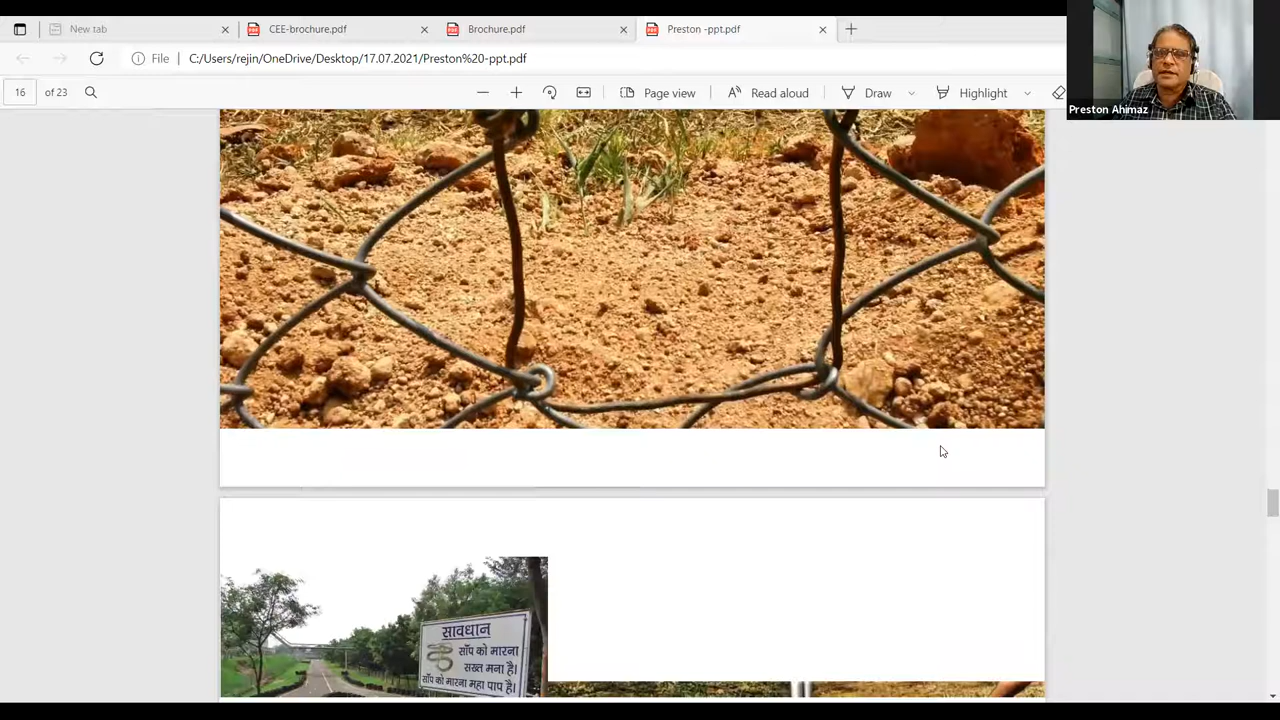 New tab
CEE-brochure.pdf
Brochure.pdf
Preston -ppt.pdf
File
C:/Users/rejin/OneDrive/Desktop/17.07.2021/Preston%20-ppt.pdf
16 of 23
Page view
Read aloud
Draw
Highlight
Preston Ahimaz
सावधान
साँप को मारना
सख्त मना है।
साँप को मारना महा पाप है।